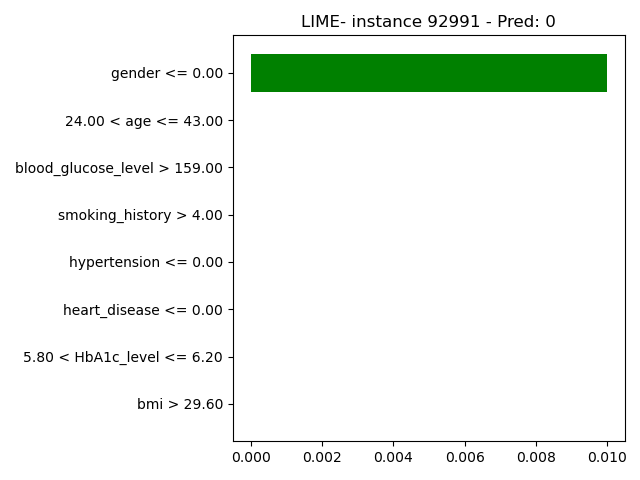 LIME- instance 92991 - Pred: 0
gender <= 0.00
24.00 < age <= 43.00
blood_glucose_level > 159.00
smoking_history > 4.00
hypertension <= 0.00
heart_disease <= 0.00
5.80 < HbA1c_level <= 6.20
bmi > 29.60
0.000 0.002 0.004 0.006 0.008 0.010